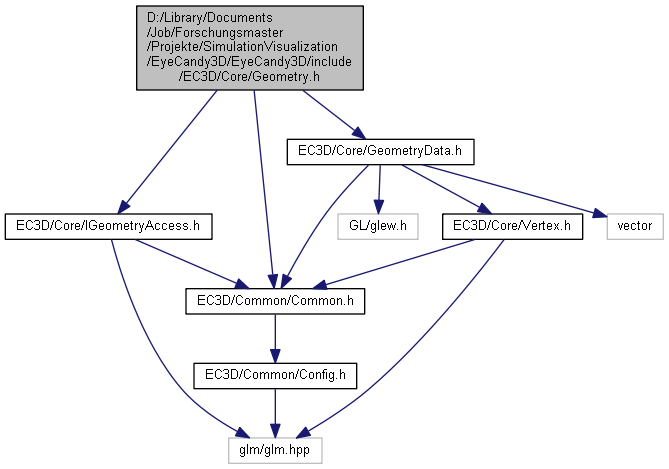 D:/Library/Documents
/Job/Forschungsmaster
/Projekte/SimulationVisualization
/EyeCandy3D/EyeCandy3D/include
/EC3D/Core/Geometry.h
EC3D/Core/GeometryData.h
EC3D/Core/IGeometryAccess.h
GL/glew.h
EC3D/Core/Vertex.h
vector
EC3D/Common/Common.h
EC3D/Common/Config.h
glm/glm.hpp